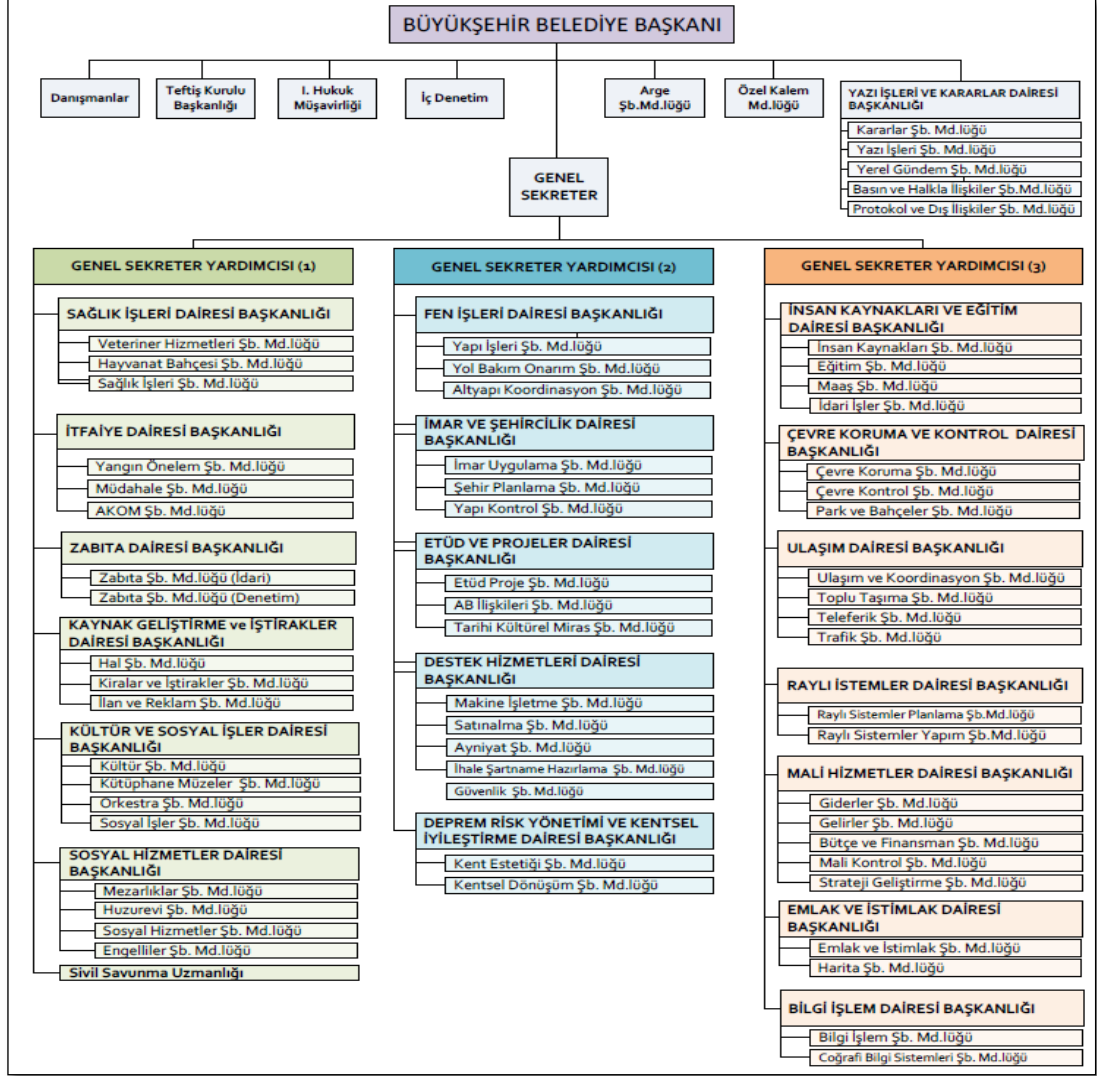 BÜYÜKŞEHİR BELEDİYE BAŞKANI
Danışmanlar
Teftiş Kurulu
Başkanlığı
I. Hukuk
Müşavirliği
İç Denetim
Arge
Şb.Md.lüğü
Özel Kalem
Md.lüğü
YAZI İŞLERİ VE KARARLAR DAİRESİ
BAŞKANLIĞI
Kararlar Şb. Md.lüğü
Yazı İşleri Şb. Md.lüğü
Yerel Gündem Şb. Md.lüğü
Basın ve Halkla İlişkiler Şb.Md.lüğü
Protokol ve Dış İlişkiler Şb. Md.lüğü
GENEL
SEKRETER
GENEL SEKRETER YARDIMCISI (1)
SAĞLIK İŞLERİ DAİRESİ BAŞKANLIĞI
Veteriner Hizmetleri Şb. Md.lüğü
Hayvanat Bahçesi Şb. Md.lüğü
Sağlık İşleri Şb. Md.lüğü
İTFAİYE DAİRESİ BAŞKANLIĞI
Yangın Önelem Şb. Md.lüğü
Müdahale Şb. Md.lüğü
AKOM Şb. Md.lüğü
ZABITA DAİRESİ BAŞKANLIĞI
Zabıta Şb. Md.lüğü (İdari)
Zabıta Şb. Md.lüğü (Denetim)
KAYNAK GELİŞTİRME ve İŞTİRAKLER
DAİRESİ BAŞKANLIĞI
Hal Şb. Md.lüğü
Kiralar ve İştirakler Şb. Md.lüğü
İlan ve Reklam Şb. Md.lüğü
KÜLTÜR VE SOSYAL İŞLER DAİRESİ
BAŞKANLIĞI
Kültür Şb. Md.lüğü
Kütüphane Müzeler Şb. Md.lüğü
Orkestra Şb. Md.lüğü
Sosyal İşler Şb. Md.lüğü
SOSYAL HİZMETLER DAİRESİ
BAŞKANLIĞI
Mezarlıklar Şb. Md.lüğü
Huzurevi Şb. Md.lüğü
Sosyal Hizmetler Şb. Md.lüğü
Engelliler Şb. Md.lüğü
Sivil Savunma Uzmanlığı
GENEL SEKRETER YARDIMCISI (2)
FEN İŞLERİ DAİRESİ BAŞKANLIĞI
Yapı İşleri Şb. Md.lüğü
Yol Bakım Onarım Şb. Md.lüğü
Altyapı Koordinasyon Şb. Md.lüğü
İMAR VE ŞEHİRCİLİK DAİRESİ
BAŞKANLIĞI
İmar Uygulama Şb. Md.lüğü
Şehir Planlama Şb. Md.lüğü
Yapı Kontrol Şb. Md.lüğü
ETÜD VE PROJELER DAİRESİ
BAŞKANLIĞI
Etüd Proje Şb. Md.lüğü
AB İlişkileri Şb. Md.lüğü
Tarihi Kültürel Miras Şb. Md.lüğü
DESTEK HİZMETLERİ DAİRESİ
BAŞKANLIĞI
Makine İşletme Şb. Md.lüğü
Satınalma Şb. Md.lüğü
Ayniyat Şb. Md.lüğü
İhale Şartname Hazırlama Şb. Md.lüğü
Güvenlik Şb. Md.lüğü
DEPREM RİSK YÖNETİMİ VE KENTSEL
İYİLEŞTİRME DAİRESİ BAŞKANLIĞI
Kent Estetiği Şb. Md.lüğü
Kentsel Dönüşüm Şb. Md.lüğü
GENEL SEKRETER YARDIMCISI (3)
İNSAN KAYNAKLARI VE EĞİTİM
DAİRESİ BAŞKANLIĞI
İnsan Kaynakları Şb. Md.lüğü
Eğitim Şb. Md.lüğü
Maaş Şb. Md.lüğü
İdari İşler Şb. Md.lüğü
ÇEVRE KORUMA VE KONTROL DAİRESİ
BAŞKANLIĞI
Çevre Koruma Şb. Md.lüğü
Çevre Kontrol Şb. Md.lüğü
Park ve Bahçeler Şb. Md.lüğü
ULAŞIM DAİRESİ BAŞKANLIĞI
Ulaşım ve Koordinasyon Şb. Md.lüğü
Toplu Taşıma Şb. Md.lüğü
Teleferik Şb. Md.lüğü
Trafik Şb. Md.lüğü
RAYLI İSTEMLER DAİRESİ BAŞKANLIĞI
Raylı Sistemler Planlama Şb.Md.lüğü
Raylı Sistemler Yapım Şb.Md.lüğü
MALİ HİZMETLER DAİRESİ BAŞKANLIĞI
Giderler Şb. Md.lüğü
Gelirler Şb. Md.lüğü
Bütçe ve Finansman Şb. Md.lüğü
Mali Kontrol Şb. Md.lüğü
Strateji Geliştirme Şb. Md.lüğü
EMLAK VE İSTİMLAK DAİRESİ
BAŞKANLIĞI
Emlak ve İstimlak Şb. Md.lüğü
Harita Şb. Md.lüğü
BİLGİ İŞLEM DAİRESİ BAŞKANLIĞI
Bilgi İşlem Şb. Md.lüğü
Coğrafi Bilgi Sistemleri Şb. Md.lüğü